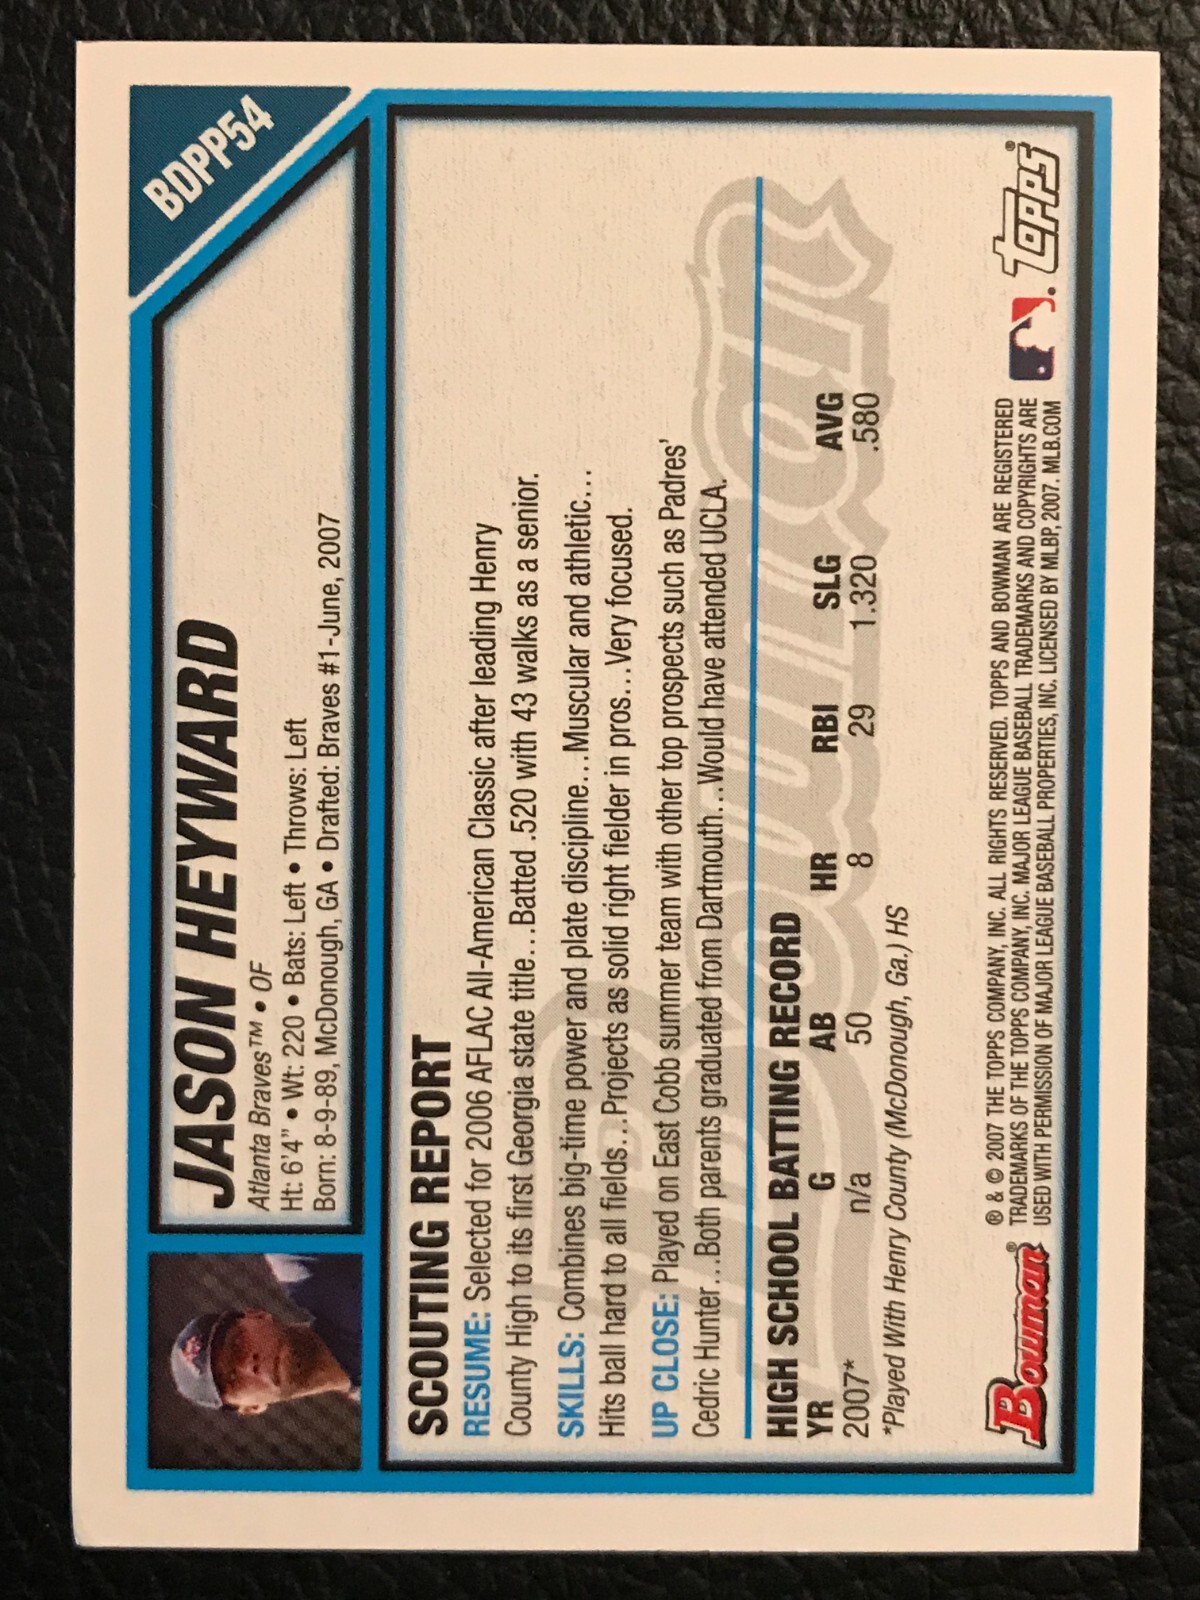 BDPP54
JASON HEYWARD
Atlanta Braves™ • OF
Ht: 6'4" • Wt: 220 • Bats: Left • Throws: Left
Born: 8-9-89, McDonough, GA • Drafted: Braves #1-June, 2007
SCOUTING REPORT
RESUME: Selected for 2006 AFLAC All-American Classic after leading Henry
County High to its first Georgia state title...Batted .520 with 43 walks as a senior.
SKILLS: Combines big-time power and plate discipline...Muscular and athletic...
Hits ball hard to all fields...Projects as solid right fielder in pros...Very focused.
UP CLOSE: Played on East Cobb summer team with other top prospects such as Padres'
Cedric Hunter...Both parents graduated from Dartmouth...Would have attended UCLA.
HIGH SCHOOL BATTING RECORD
YR G AB HR RBI SLG AVG
2007* n/a 50 8 29 1.320 .580
*Played With Henry County (McDonough, Ga.) HS
Bowman®
® & © 2007 THE TOPPS COMPANY, INC. ALL RIGHTS RESERVED. TOPPS AND BOWMAN ARE REGISTERED
TRADEMARKS OF THE TOPPS COMPANY, INC. MAJOR LEAGUE BASEBALL TRADEMARKS AND COPYRIGHTS ARE
USED WITH PERMISSION OF MAJOR LEAGUE BASEBALL PROPERTIES, INC. LICENSED BY MLBP, 2007. MLB.COM
TOPPS®
Bowman